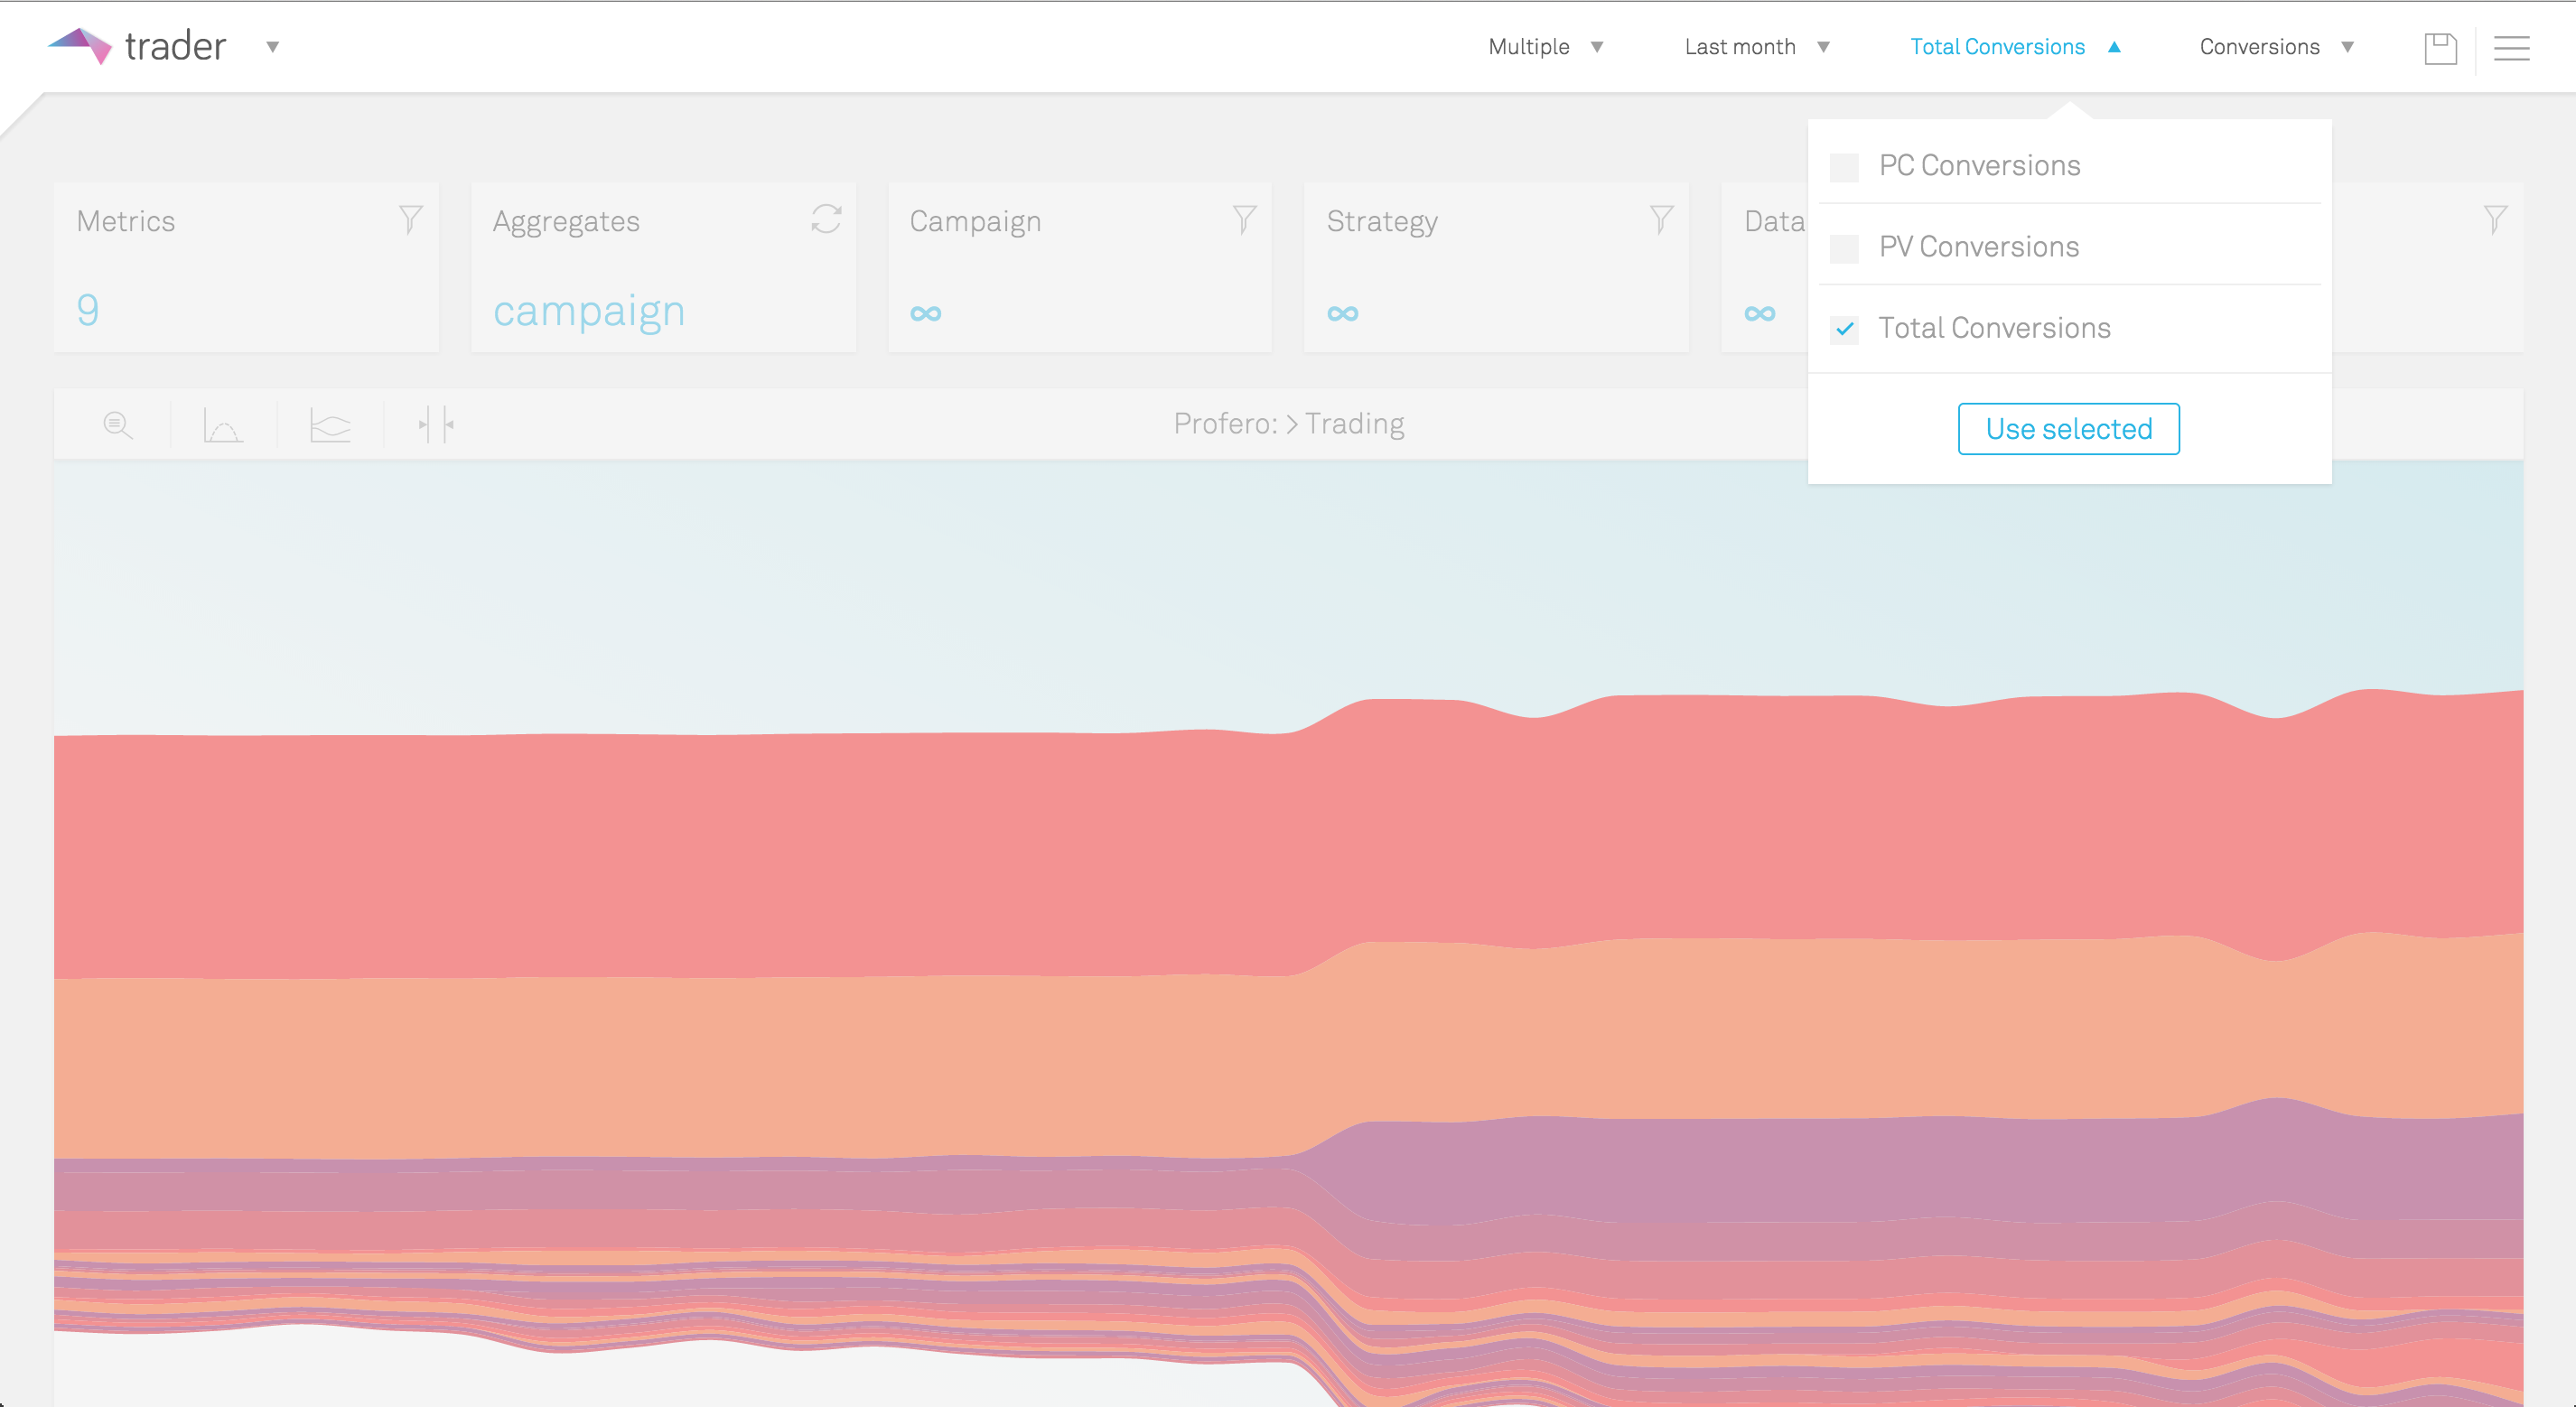 trader
Multiple
Last month
Total Conversions
Conversions
PC Conversions
PV Conversions
Total Conversions
Use selected
Metrics
9
Aggregates
campaign
Campaign
∞
Strategy
∞
Data
∞
Profero: > Trading